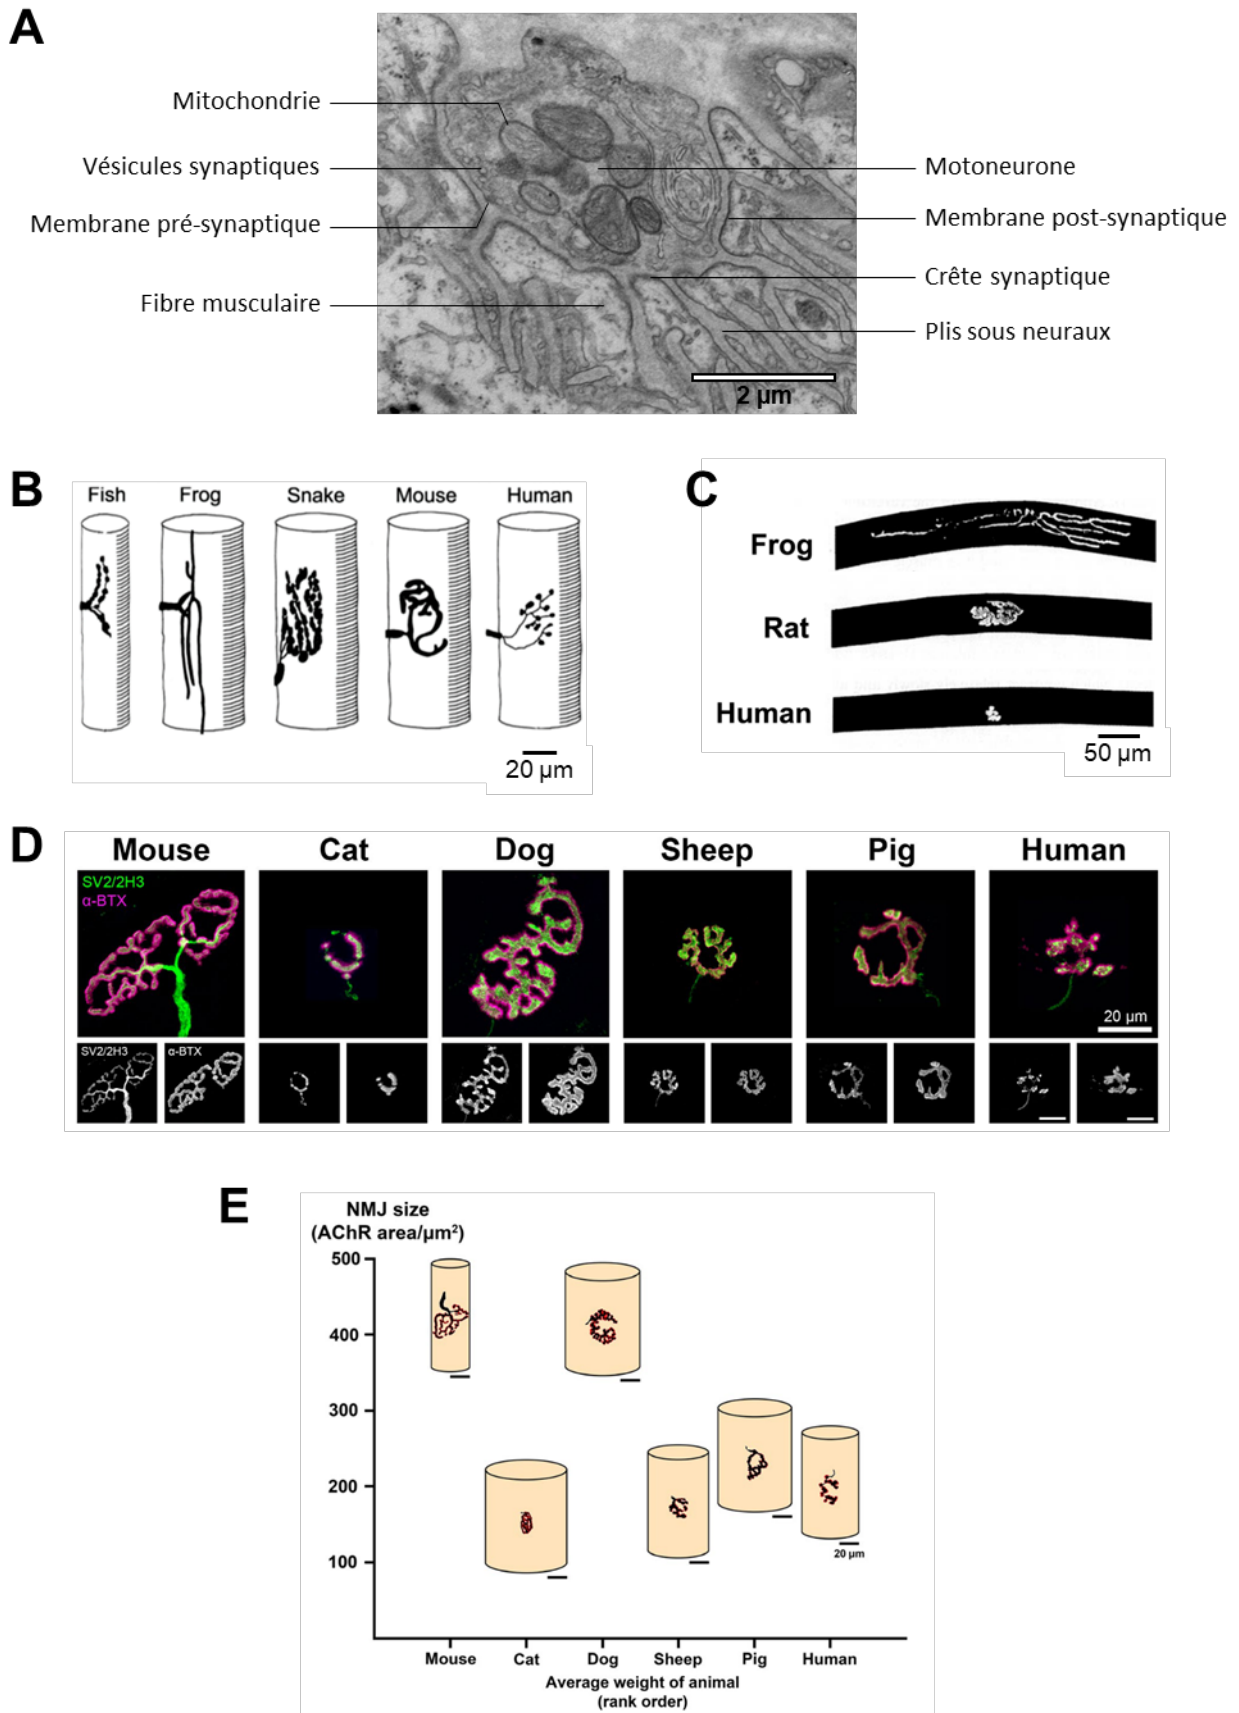 A
Mitochondrie
Vésicules synaptiques
Membrane pré-synaptique
Fibre musculaire
Motoneurone
Membrane post-synaptique
Crête synaptique
Plis sous neuraux
2 µm
B
Fish Frog Snake Mouse Human
20 µm
C
Frog
Rat
Human
50 µm
D
Mouse Cat Dog Sheep Pig Human
SV2/2H3
α-BTX
20 µm
SV2/2H3 α-BTX
E
NMJ size
(AChR area/µm²)
500
400
300
200
100
20 µm
Mouse Cat Dog Sheep Pig Human
Average weight of animal
(rank order)